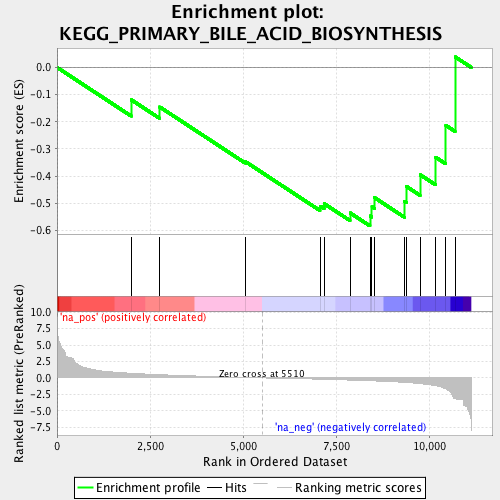 Enrichment plot:
KEGG_PRIMARY_BILE_ACID_BIOSYNTHESIS
Enrichment score (ES)
0.0
-0.1
-0.2
-0.3
-0.4
-0.5
-0.6
Ranked list metric (PreRanked)
10.0
7.5
5.0
2.5
0.0
-2.5
-5.0
-7.5
'na_pos' (positively correlated)
Zero cross at 5510
'na_neg' (negatively correlated)
0
2,500
5,000
7,500
10,000
Rank in Ordered Dataset
Enrichment profile
Hits
Ranking metric scores